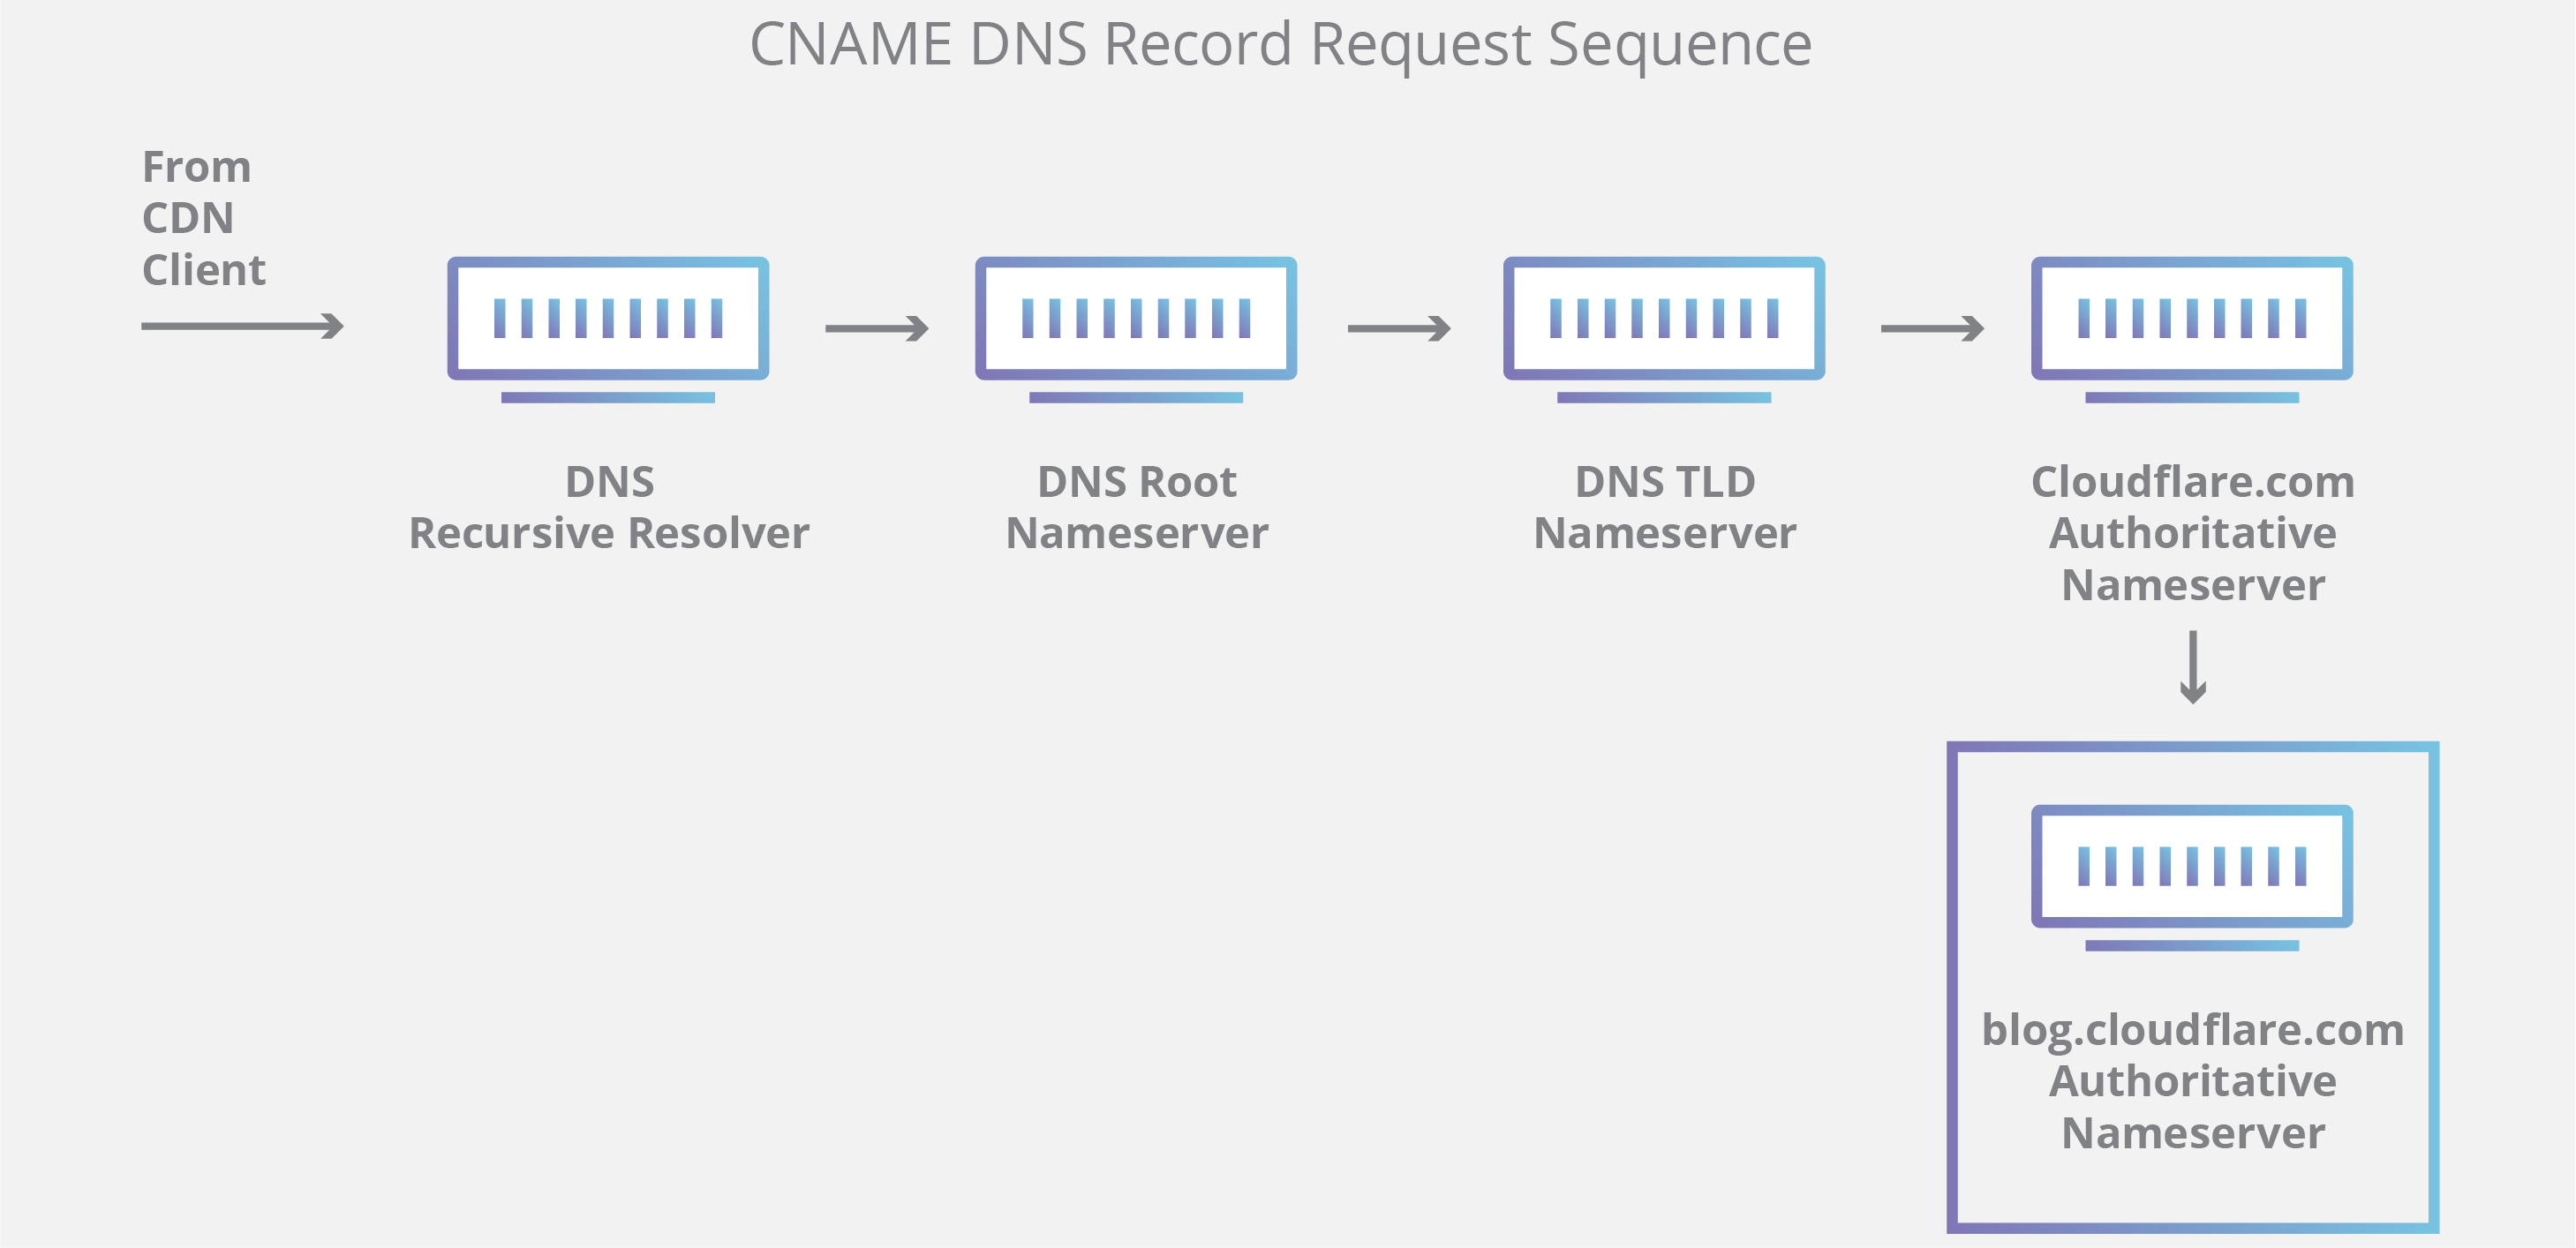 CNAME DNS Record Request Sequence
From
CDN
Client
DNS
Recursive Resolver
DNS Root
Nameserver
DNS TLD
Nameserver
Cloudflare.com
Authoritative
Nameserver
blog.cloudflare.com
Authoritative
Nameserver